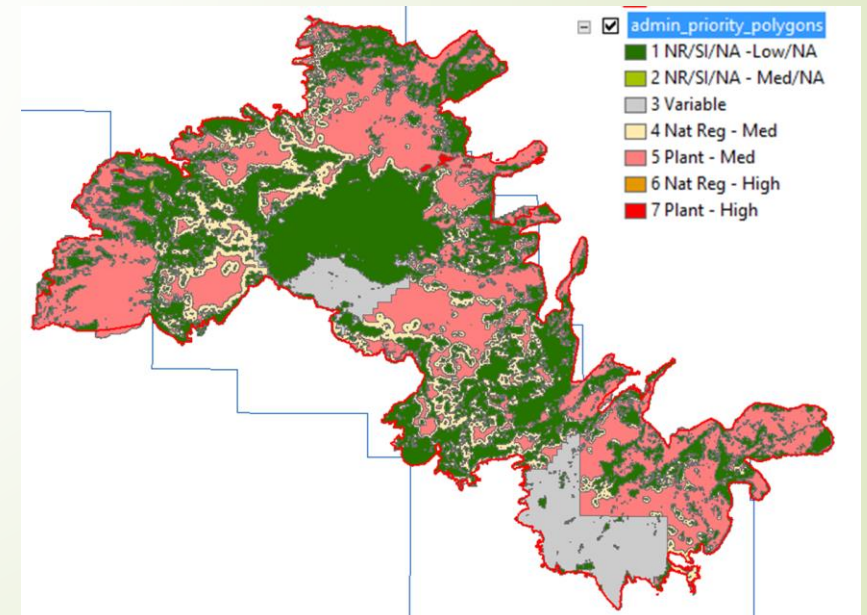 admin_priority_polygons
1 NR/SI/NA -Low/NA
2 NR/SI/NA - Med/NA
3 Variable
4 Nat Reg - Med
5 Plant - Med
6 Nat Reg - High
7 Plant - High